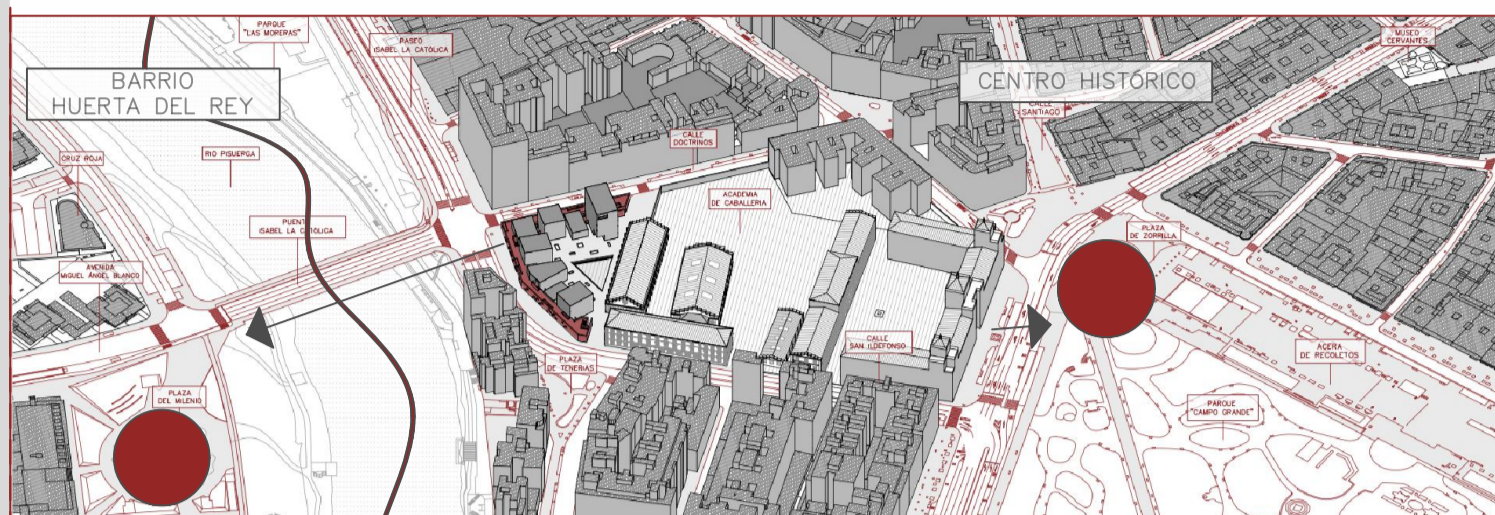 PARQUE
"LAS MORERAS"
PASEO
ISABEL LA CATÓLICA
MUSEO
CERVANTES
BARRIO
HUERTA DEL REY
CENTRO HISTÓRICO
CALLE
SANTIAGO
CALLE
DOCTRINOS
CRUZ ROJA
RIO PISUERGA
ACADEMIA
DE CABALLERIA
PUENTE
ISABEL LA CATÓLICA
PLAZA
DE ZORRILLA
AVENIDA
MIGUEL ÁNGEL BLANCO
CALLE
SAN ILDEFONSO
ACERA
DE RECOLETOS
PLAZA
DE TENERIAS
PLAZA
DEL MILENIO
PARQUE
"CAMPO GRANDE"